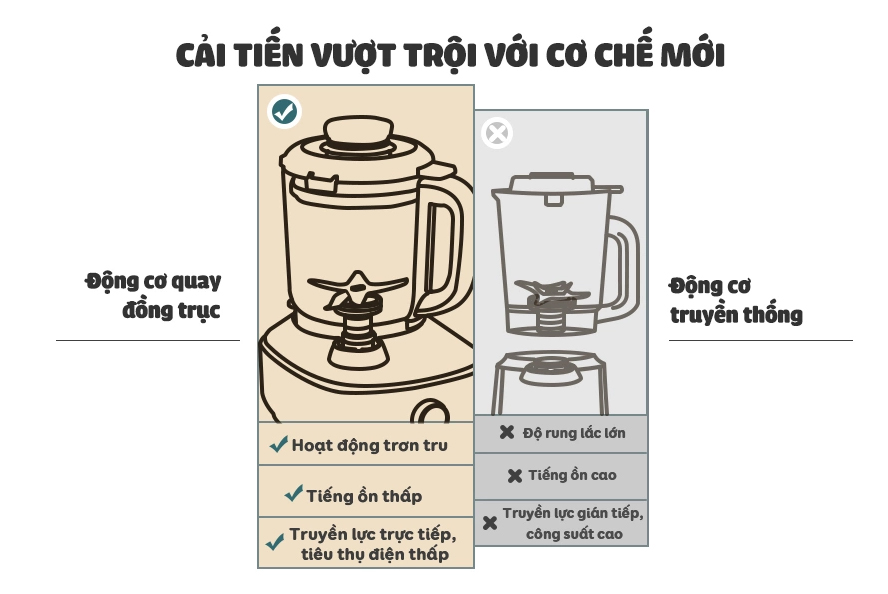 CẢI TIẾN VƯỢT TRỘI VỚI CƠ CHẾ MỚI
Động cơ quay
đồng trục
Hoạt động trơn tru
Tiếng ồn thấp
Truyền lực trực tiếp,
tiêu thụ điện thấp
Động cơ
truyền thống
Độ rung lắc lớn
Tiếng ồn cao
Truyền lực gián tiếp,
công suất cao